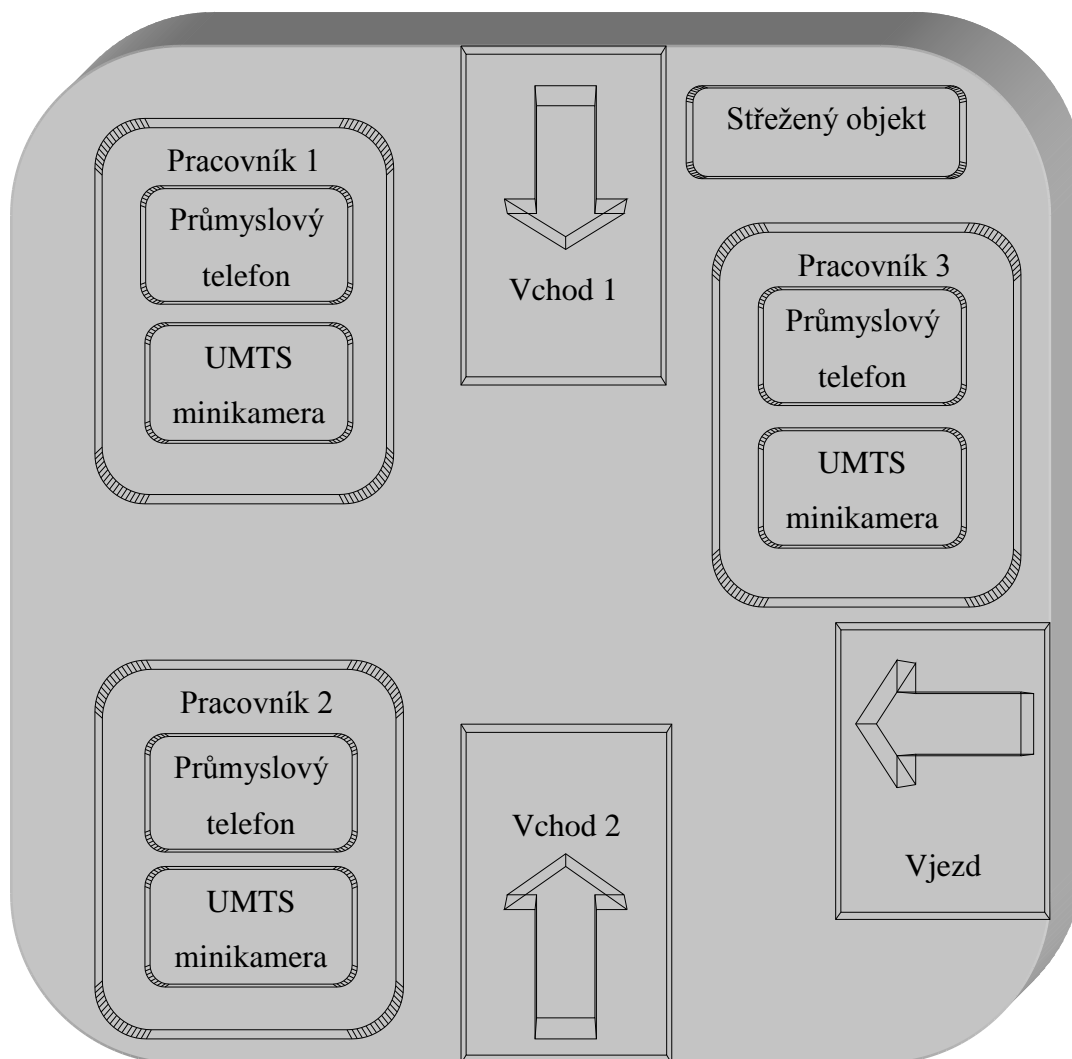 Střežený objekt
Pracovník 1
Průmyslový
telefon
UMTS
minikamera
Vchod 1
Pracovník 3
Průmyslový
telefon
UMTS
minikamera
Pracovník 2
Průmyslový
telefon
UMTS
minikamera
Vchod 2
Vjezd